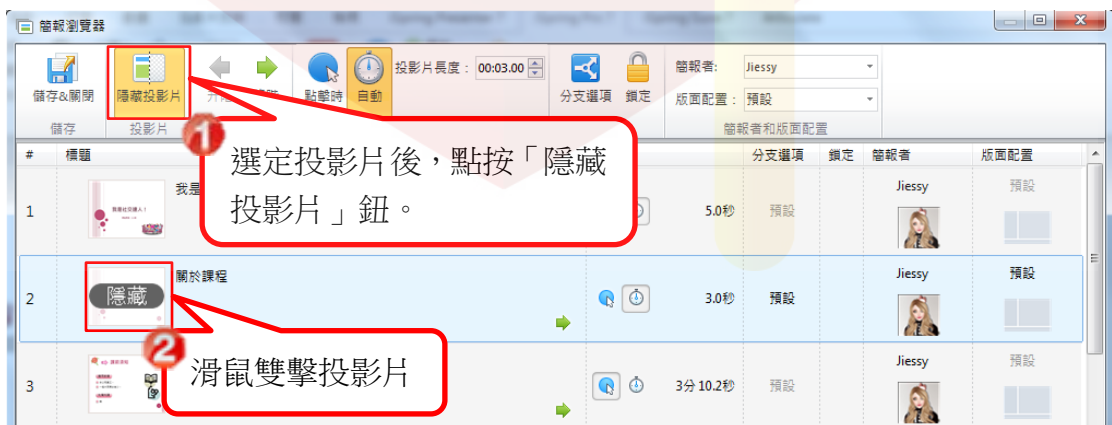 簡報瀏覽器
儲存&關閉
隱藏投影片
點擊時
自動
投影片長度： 00:03.00
分支選項
鎖定
簡報者: Jiessy
版面配置： 預設
儲存
投影片
簡報者和版面配置
1
選定投影片後，點按「隱藏
投影片」鈕。
# 標題 分支選項 鎖定 簡報者 版面配置
1 我是 5.0秒 預設 Jiessy 預設
2 隱藏 關於課程 3.0秒 預設 Jiessy 預設
2
滑鼠雙擊投影片
3 3分 10.2秒 預設 Jiessy 預設